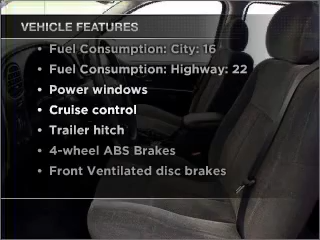 VEHICLE FEATURES
• Fuel Consumption: City: 16
• Fuel Consumption: Highway: 22
• Power windows
• Cruise control
• Trailer hitch
• 4-wheel ABS Brakes
• Front Ventilated disc brakes